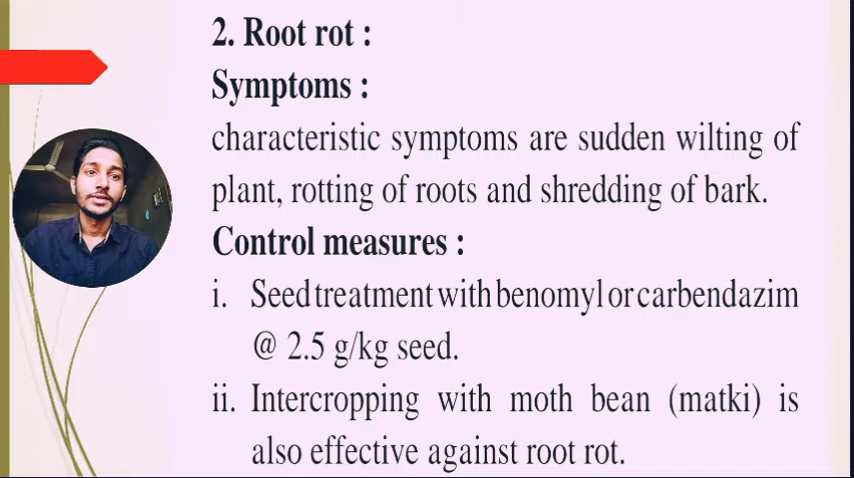 2. Root rot :
Symptoms :
characteristic symptoms are sudden wilting of
plant, rotting of roots and shredding of bark.
Control measures :
i. Seed treatment with benomyl or carbendazim
@ 2.5 g/kg seed.
ii. Intercropping with moth bean (matki) is
also effective against root rot.